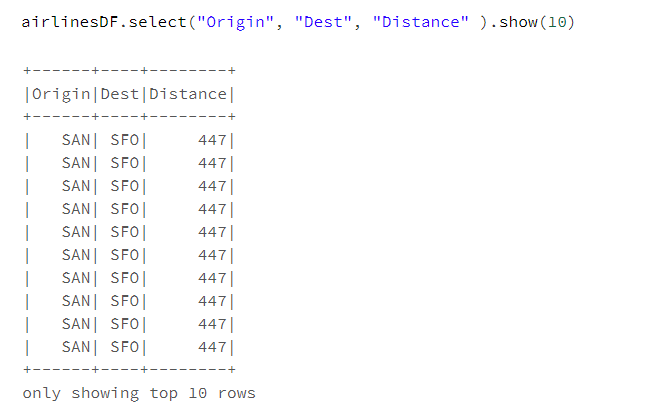 airlinesDF.select("Origin", "Dest", "Distance" ).show(10)
+------+----+--------+
|Origin|Dest|Distance|
+------+----+--------+
|   SAN| SFO|     447|
|   SAN| SFO|     447|
|   SAN| SFO|     447|
|   SAN| SFO|     447|
|   SAN| SFO|     447|
|   SAN| SFO|     447|
|   SAN| SFO|     447|
|   SAN| SFO|     447|
|   SAN| SFO|     447|
|   SAN| SFO|     447|
+------+----+--------+
only showing top 10 rows